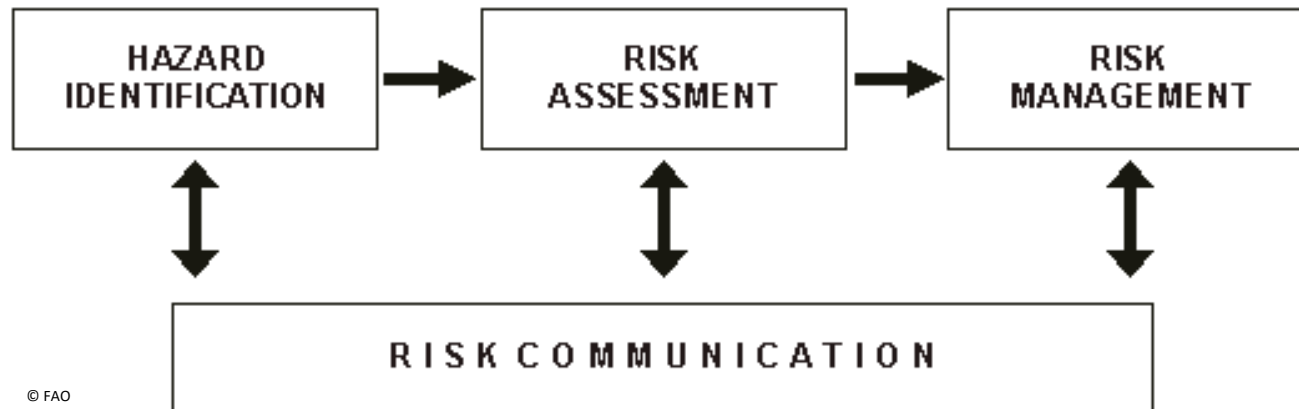 HAZARD
IDENTIFICATION
RISK
ASSESSMENT
RISK
MANAGEMENT
RISK COMMUNICATION
© FAO